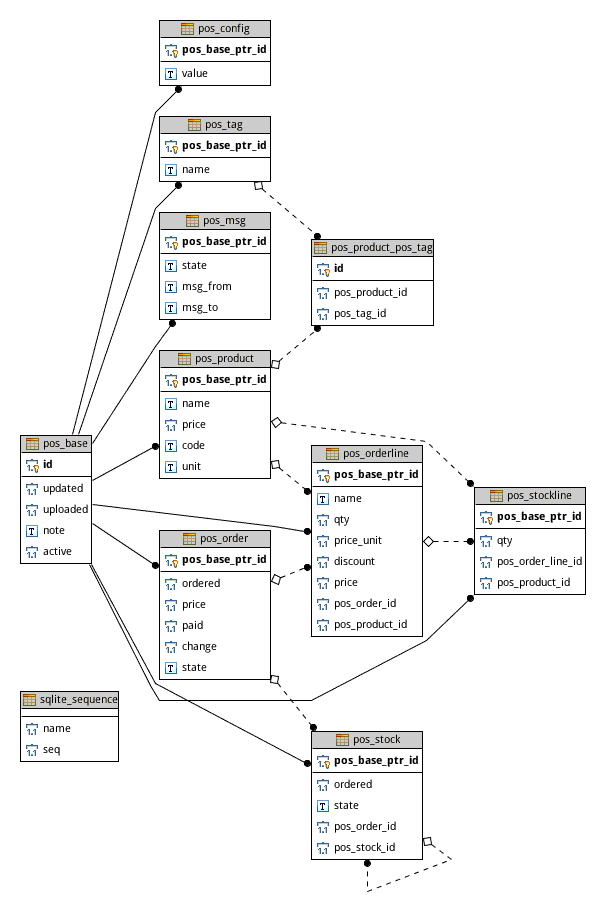 pos_config
pos_base_ptr_id
value
pos_tag
pos_base_ptr_id
name
pos_msg
pos_base_ptr_id
state
msg_from
msg_to
pos_product_pos_tag
id
pos_product_id
pos_tag_id
pos_product
pos_base_ptr_id
name
price
code
unit
pos_base
id
updated
uploaded
note
active
pos_orderline
pos_base_ptr_id
name
qty
price_unit
discount
price
pos_order_id
pos_product_id
pos_stockline
pos_base_ptr_id
qty
pos_order_line_id
pos_product_id
pos_order
pos_base_ptr_id
ordered
price
paid
change
state
sqlite_sequence
name
seq
pos_stock
pos_base_ptr_id
ordered
state
pos_order_id
pos_stock_id